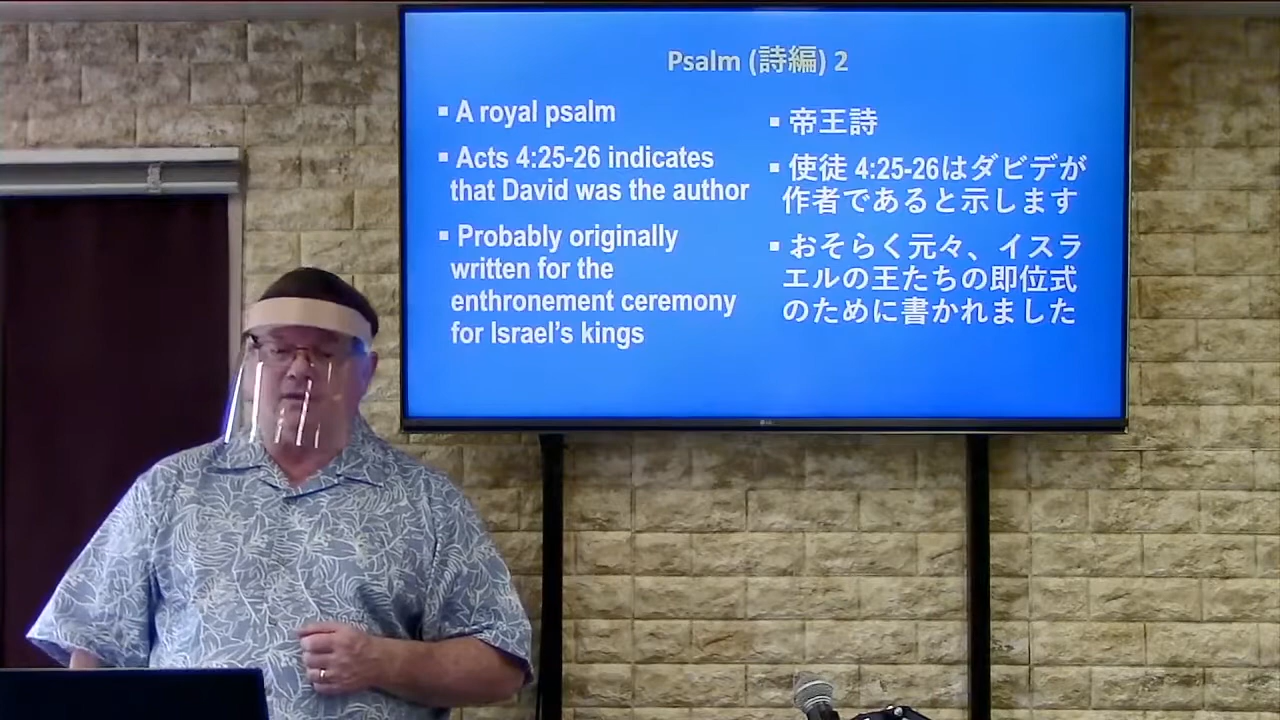 Psalm (詩編) 2
▪ A royal psalm
▪ Acts 4:25-26 indicates
that David was the author
▪ Probably originally
written for the
enthronement ceremony
for Israel's kings
▪ 帝王詩
▪ 使徒 4:25-26はダビデが
作者であると示します
▪ おそらく元々、イスラ
エルの王たちの即位式
のために書かれました